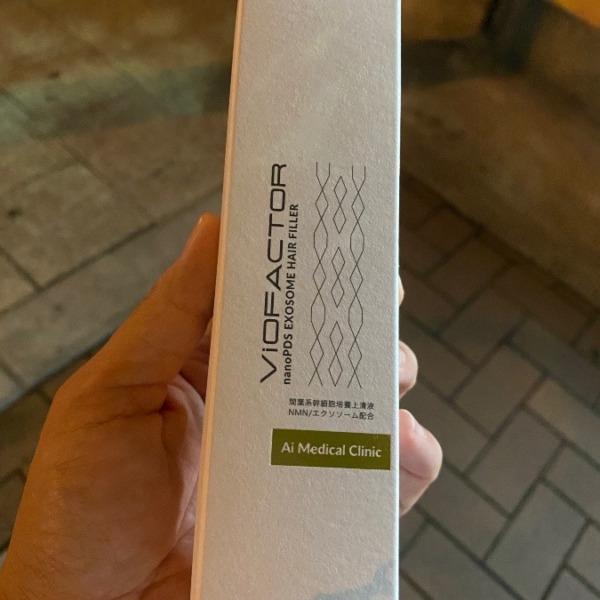 ViOFACTOR
nanoPDS EXOSOME HAIR FILLER
間葉系幹細胞培養上清液
NMN/エクソソーム配合
Ai Medical Clinic